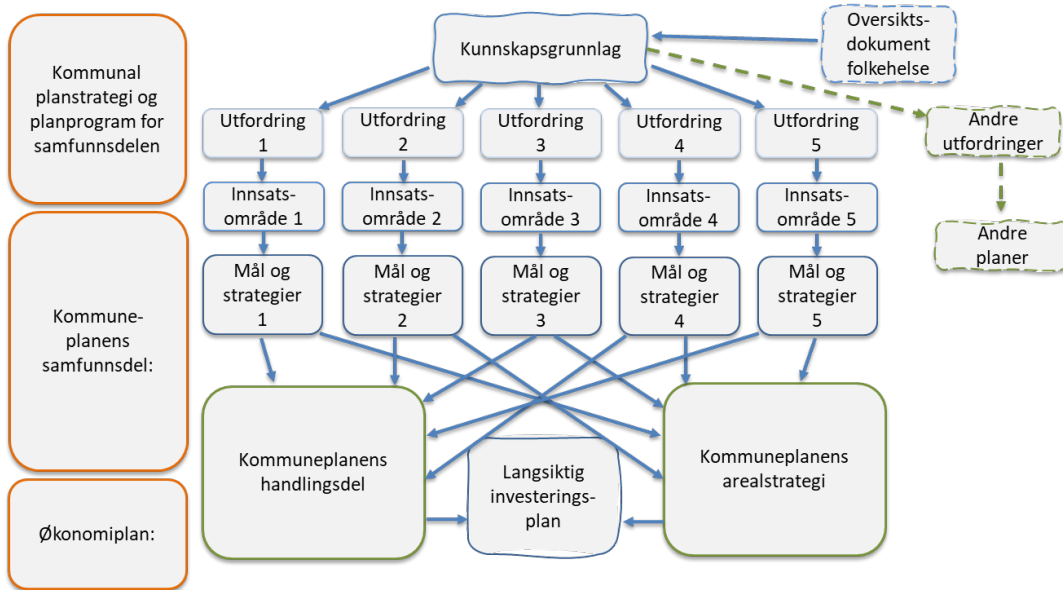 Kommunal
planstrategi og
planprogram for
samfunnsdelen
Kunnskapsgrunnlag
Oversikts-
dokument
folkehelse
Utfordring
1
Utfordring
2
Utfordring
3
Utfordring
4
Utfordring
5
Andre
utfordringer
Innsats-
område 1
Innsats-
område 2
Innsats-
område 3
Innsats-
område 4
Innsats-
område 5
Andre
planer
Kommune-
planens
samfunnsdel:
Mål og
strategier
1
Mål og
strategier
2
Mål og
strategier
3
Mål og
strategier
4
Mål og
strategier
5
Kommuneplanens
handlingsdel
Langsiktig
investerings-
plan
Kommuneplanens
arealstrategi
Økonomiplan: